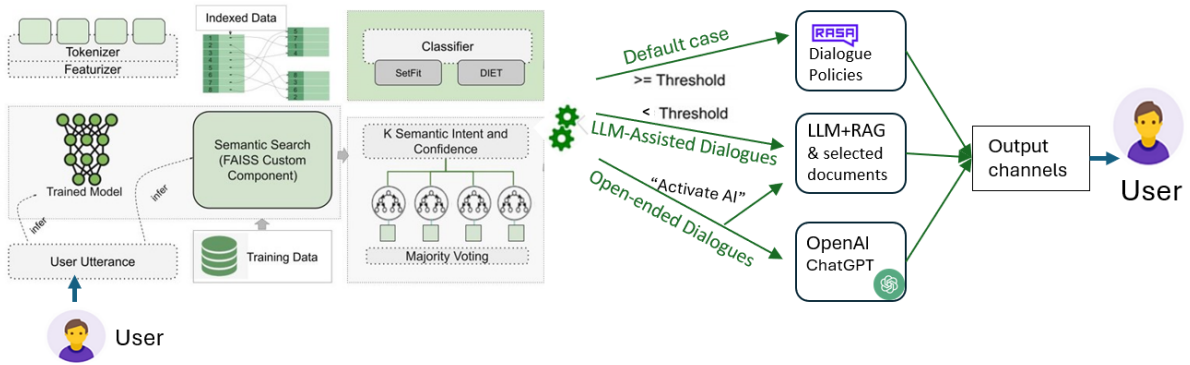 Tokenizer
Featurizer
Indexed Data
Classifier
SetFit
DIET
Trained Model
infer
infer
Semantic Search
(FAISS Custom
Component)
User Utterance
Training Data
User
K Semantic Intent and
Confidence
Majority Voting
Default case
>= Threshold
< Threshold
LLM-Assisted Dialogues
"Activate AI"
Open-ended Dialogues
RASA
Dialogue
Policies
LLM+RAG
& selected
documents
OpenAI
ChatGPT
Output
channels
User